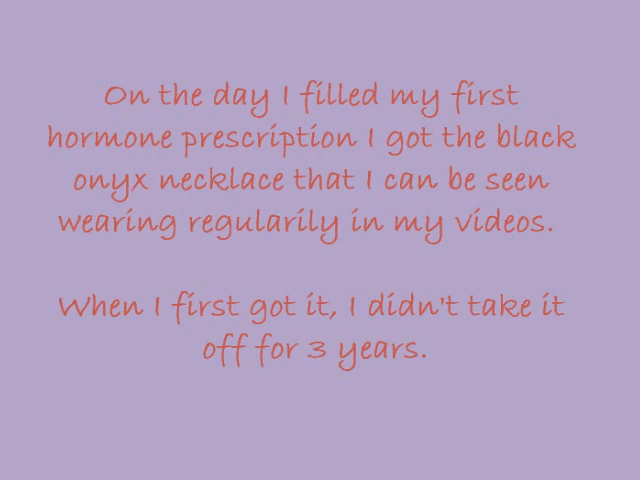 On the day I filled my first
hormone prescription I got the black
onyx necklace that I can be seen
wearing regularily in my videos.
When I first got it, I didn't take it
off for 3 years.